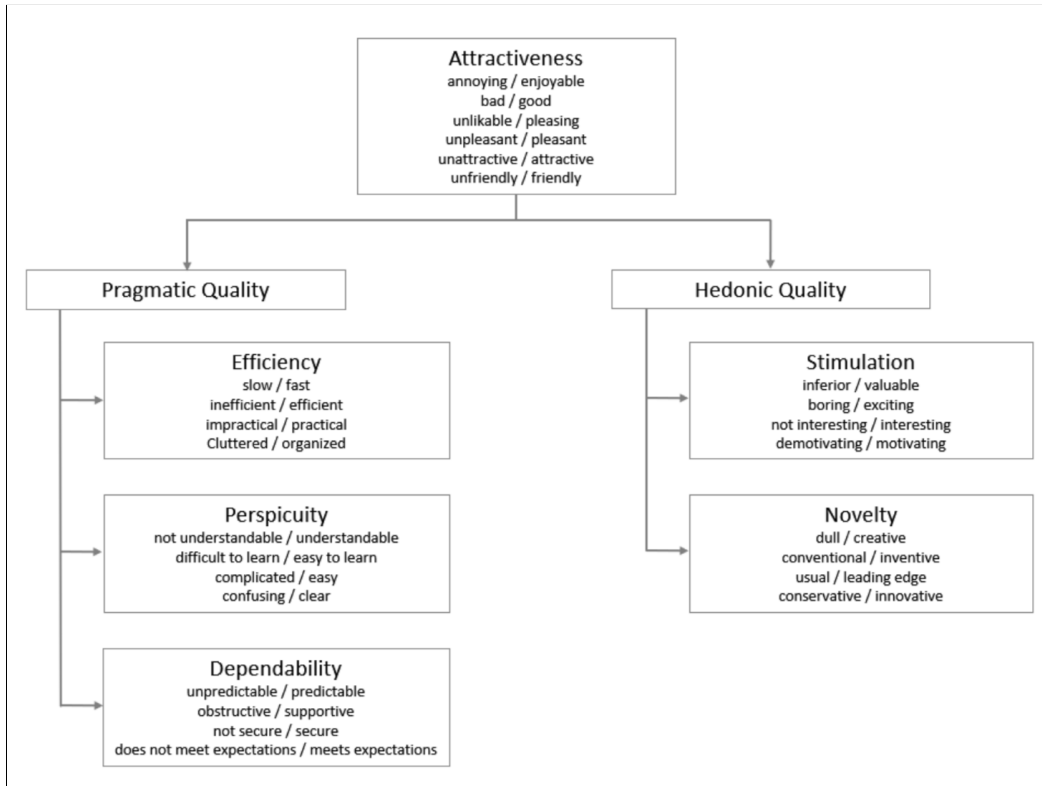 Attractiveness
annoying / enjoyable
bad / good
unlikable / pleasing
unpleasant / pleasant
unattractive / attractive
unfriendly / friendly
Pragmatic Quality
Efficiency
slow / fast
inefficient / efficient
impractical / practical
Cluttered / organized
Perspicuity
not understandable / understandable
difficult to learn / easy to learn
complicated / easy
confusing / clear
Dependability
unpredictable / predictable
obstructive / supportive
not secure / secure
does not meet expectations / meets expectations
Hedonic Quality
Stimulation
inferior / valuable
boring / exciting
not interesting / interesting
demotivating / motivating
Novelty
dull / creative
conventional / inventive
usual / leading edge
conservative / innovative